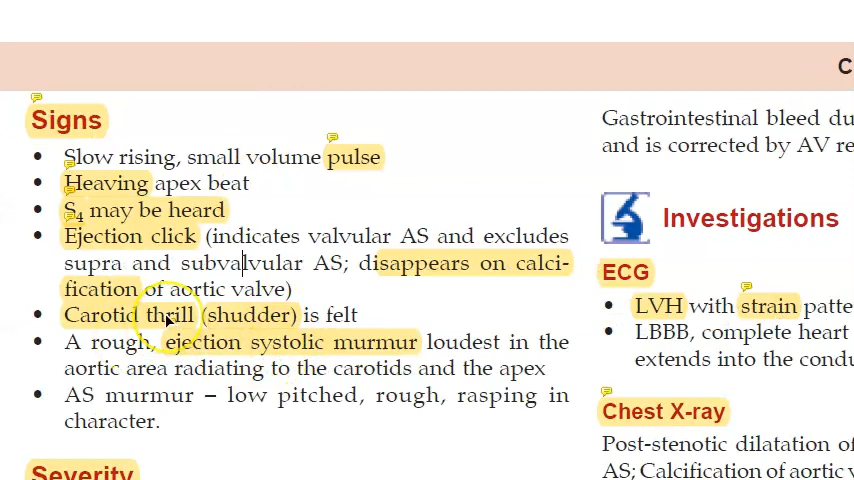 C
Signs
• Slow rising, small volume pulse
• Heaving apex beat
• S4 may be heard
• Ejection click (indicates valvular AS and excludes
supra and subvalvular AS; disappears on calci-
fication of aortic valve)
• Carotid thrill (shudder) is felt
• A rough, ejection systolic murmur loudest in the
aortic area radiating to the carotids and the apex
• AS murmur – low pitched, rough, rasping in
character.
Severity
Gastrointestinal bleed du
and is corrected by AV re
Investigations
ECG
• LVH with strain patte
• LBBB, complete heart
extends into the condu
Chest X-ray
Post-stenotic dilatation of
AS; Calcification of aortic v